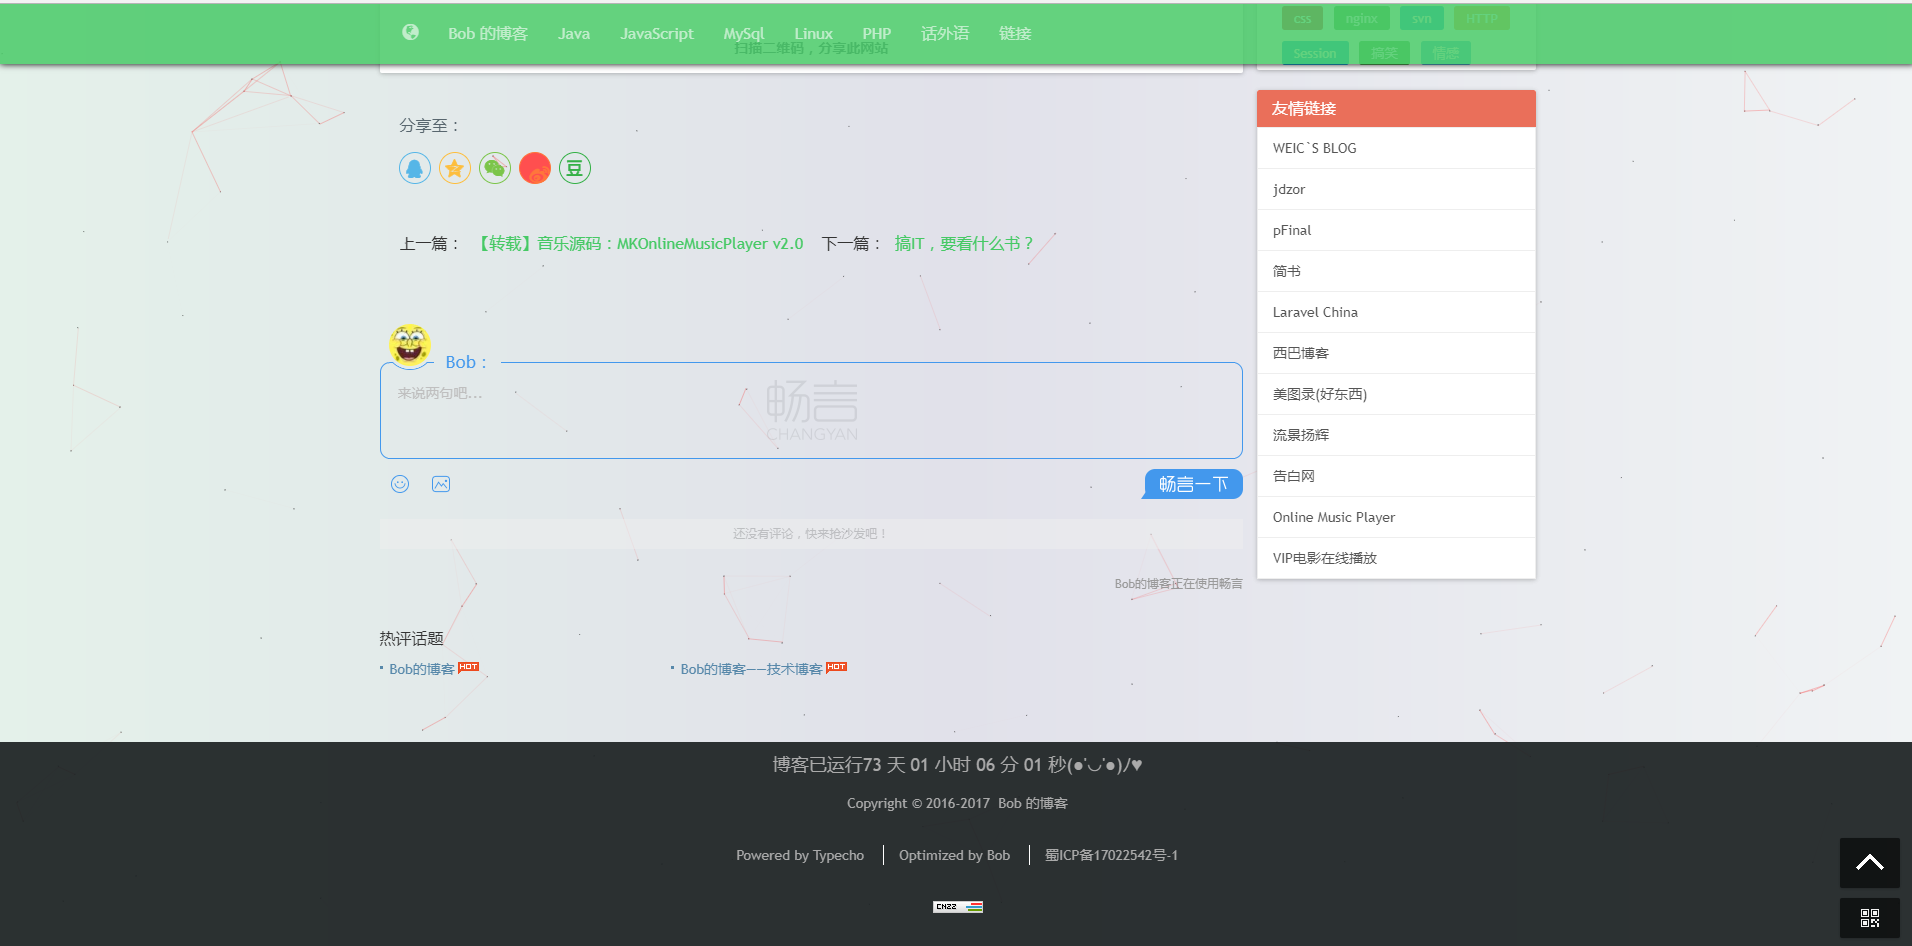 Bob 的博客 Java JavaScript MySql Linux PHP 话外语 链接
扫描二维码，分享此网站
css nginx svn HTTP
Session 搞笑 情感
分享至：
豆
上一篇： 【转载】音乐源码：MKOnlineMusicPlayer v2.0 下一篇： 搞IT，要看什么书？
Bob：
来说两句吧...
畅言
CHANGYAN
畅言一下
还没有评论，快来抢沙发吧！
Bob的博客正在使用畅言
热评话题
Bob的博客 HOT
Bob的博客——技术博客 HOT
友情链接
WEIC`S BLOG
jdzor
pFinal
简书
Laravel China
西巴博客
美图录(好东西)
流景扬辉
告白网
Online Music Player
VIP电影在线播放
博客已运行73 天 01 小时 06 分 01 秒(●'◡'●)/♥
Copyright © 2016-2017 Bob 的博客
Powered by Typecho Optimized by Bob 蜀ICP备17022542号-1
CNZZ